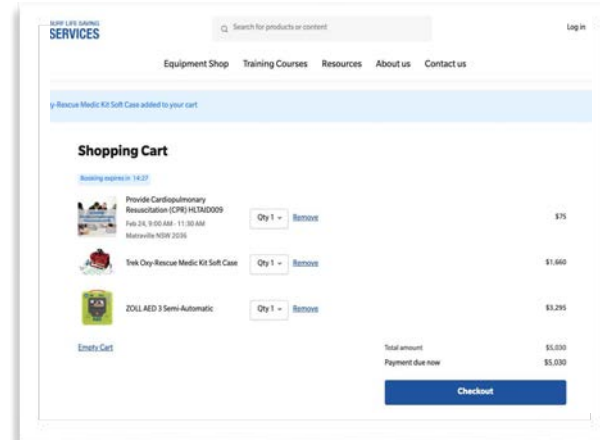 SURF LIFE SAVING
SERVICES
Search for products or content
Log in
Equipment Shop Training Courses Resources About us Contact us
y-Rescue Medic Kit Soft Case added to your cart
Shopping Cart
Booking expires in 14:27
Provide Cardiopulmonary
Resuscitation (CPR) HLTAID009
Feb 24, 9:00 AM - 11:30 AM
Matraville NSW 2036
Qty 1 Remove $75
Trek Oxy-Rescue Medic Kit Soft Case Qty 1 Remove $1,660
ZOLL AED 3 Semi-Automatic Qty 1 Remove $3,295
Empty Cart
Total amount $5,030
Payment due now $5,030
Checkout